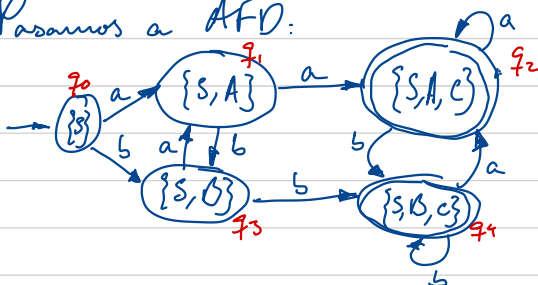 Pasamos a AFD:
q0
q1
q2
a
{S}
a
{S,A}
a
{S,A,C}
b
a
b
b
a
{S,B}
b
{S,B,C}
q3
q4
b